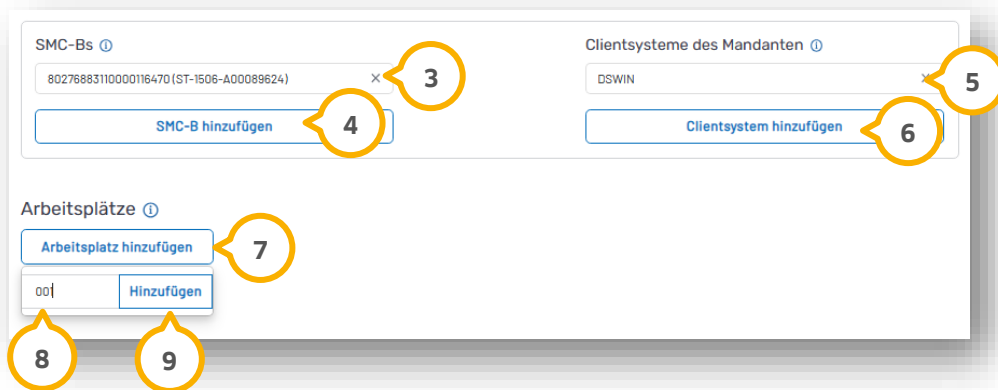 SMC-Bs ⓘ
80276883110000116470 (ST-1506-A00089624) ×
3
SMC-B hinzufügen
4
Clientsysteme des Mandanten ⓘ
DSWIN ×
5
Clientsystem hinzufügen
6
Arbeitsplätze ⓘ
Arbeitsplatz hinzufügen
7
001 Hinzufügen
8 9